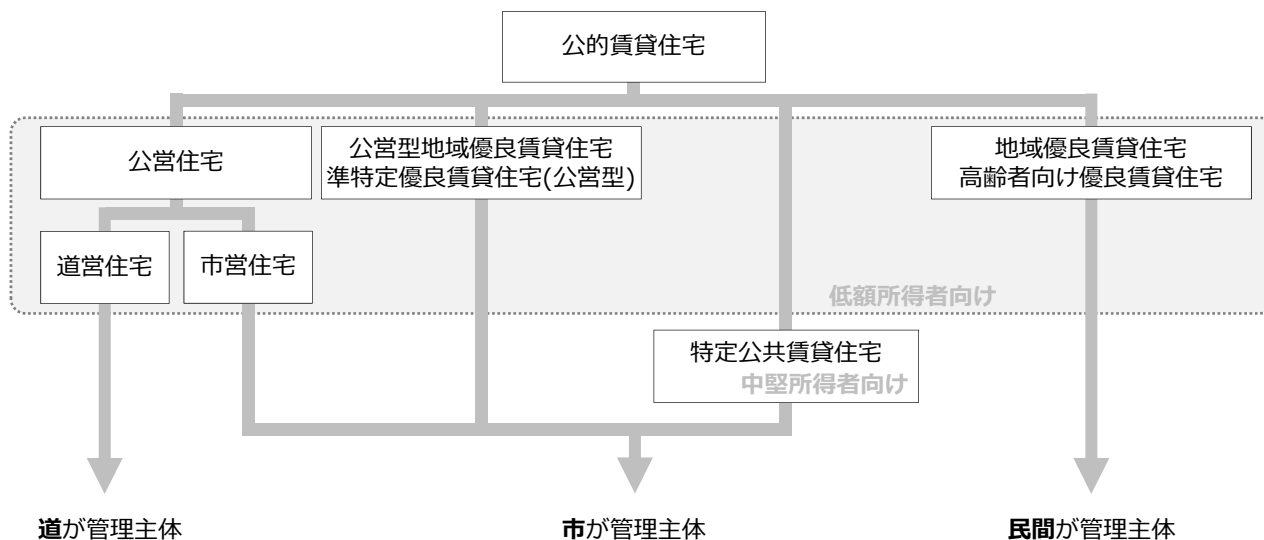 公的賃貸住宅
公営住宅
公営型地域優良賃貸住宅
準特定優良賃貸住宅(公営型)
地域優良賃貸住宅
高齢者向け優良賃貸住宅
道営住宅
市営住宅
低額所得者向け
特定公共賃貸住宅
中堅所得者向け
道が管理主体
市が管理主体
民間が管理主体